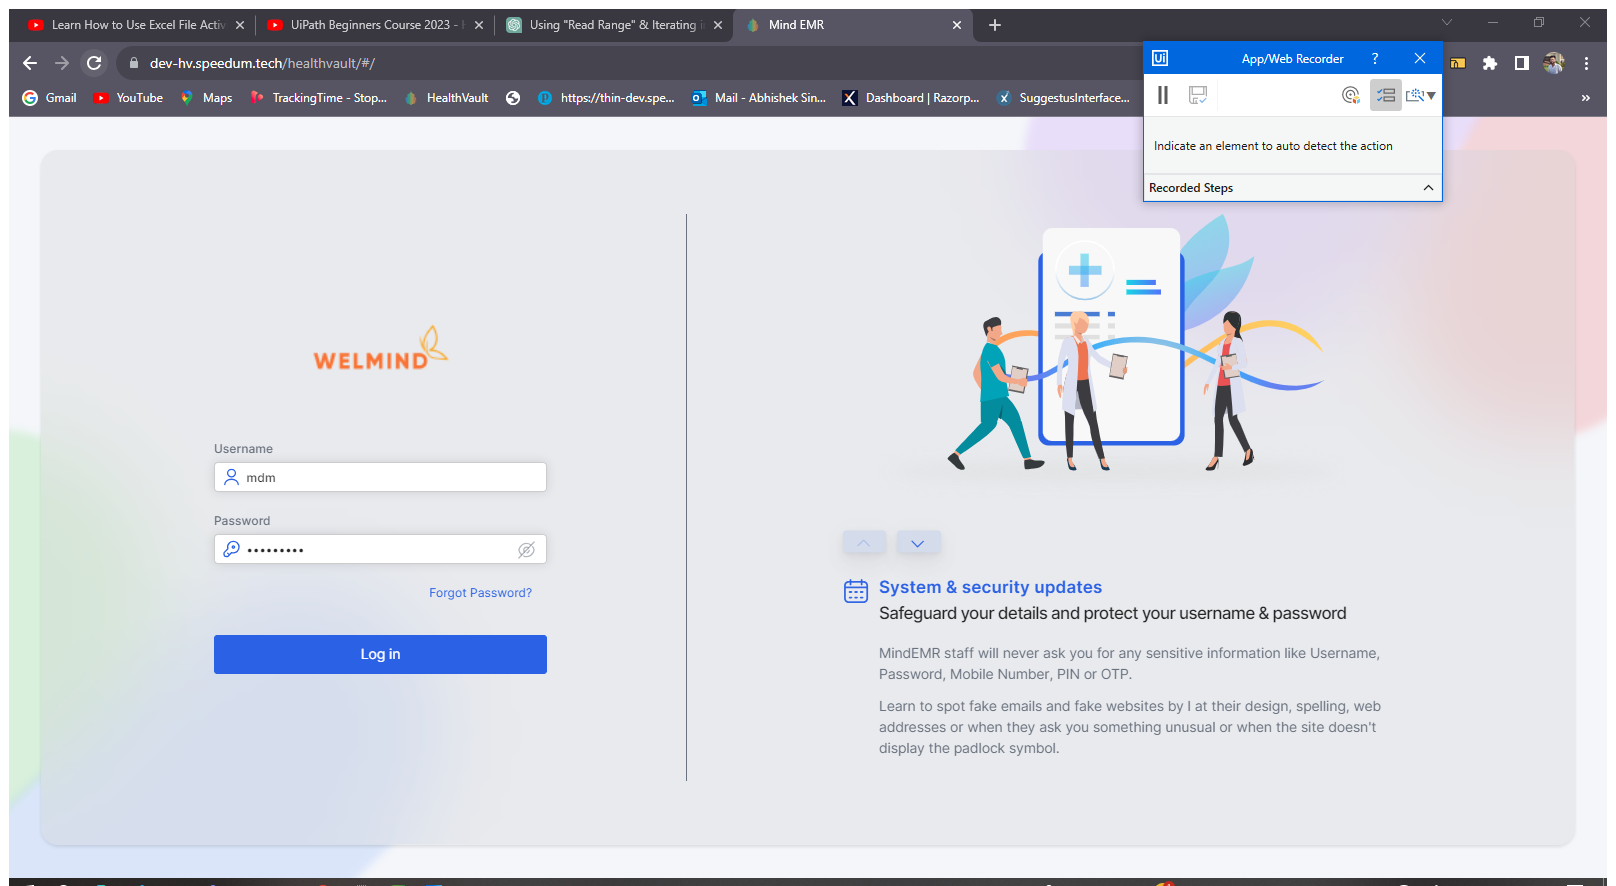 Learn How to Use Excel File Activ
UiPath Beginners Course 2023 -
Using "Read Range" & Iterating
Mind EMR
dev-hv.speedum.tech/healthvault/#/
Gmail
YouTube
Maps
TrackingTime - Stop...
HealthVault
https://thin-dev.spe...
Mail - Abhishek Sin...
Dashboard | Razorp...
SuggestusInterface...
»
Ui
App/Web Recorder
?
Indicate an element to auto detect the action
Recorded Steps
WELMIND
Username
mdm
Password
•••••••••
Forgot Password?
Log in
System & security updates
Safeguard your details and protect your username & password
MindEMR staff will never ask you for any sensitive information like Username,
Password, Mobile Number, PIN or OTP.
Learn to spot fake emails and fake websites by l at their design, spelling, web
addresses or when they ask you something unusual or when the site doesn't
display the padlock symbol.